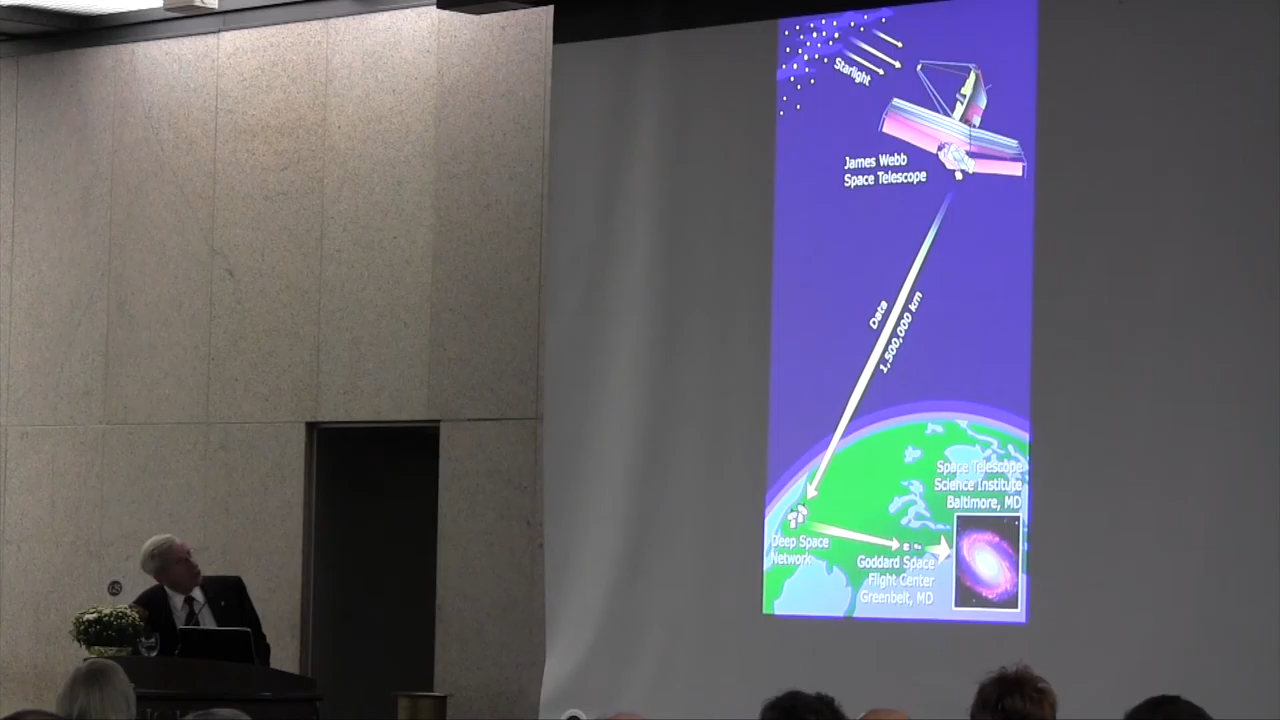 Starlight
James Webb
Space Telescope
Data
1,500,000 km
Space Telescope
Science Institute
Baltimore, MD
Deep Space
Network
Goddard Space
Flight Center
Greenbelt, MD